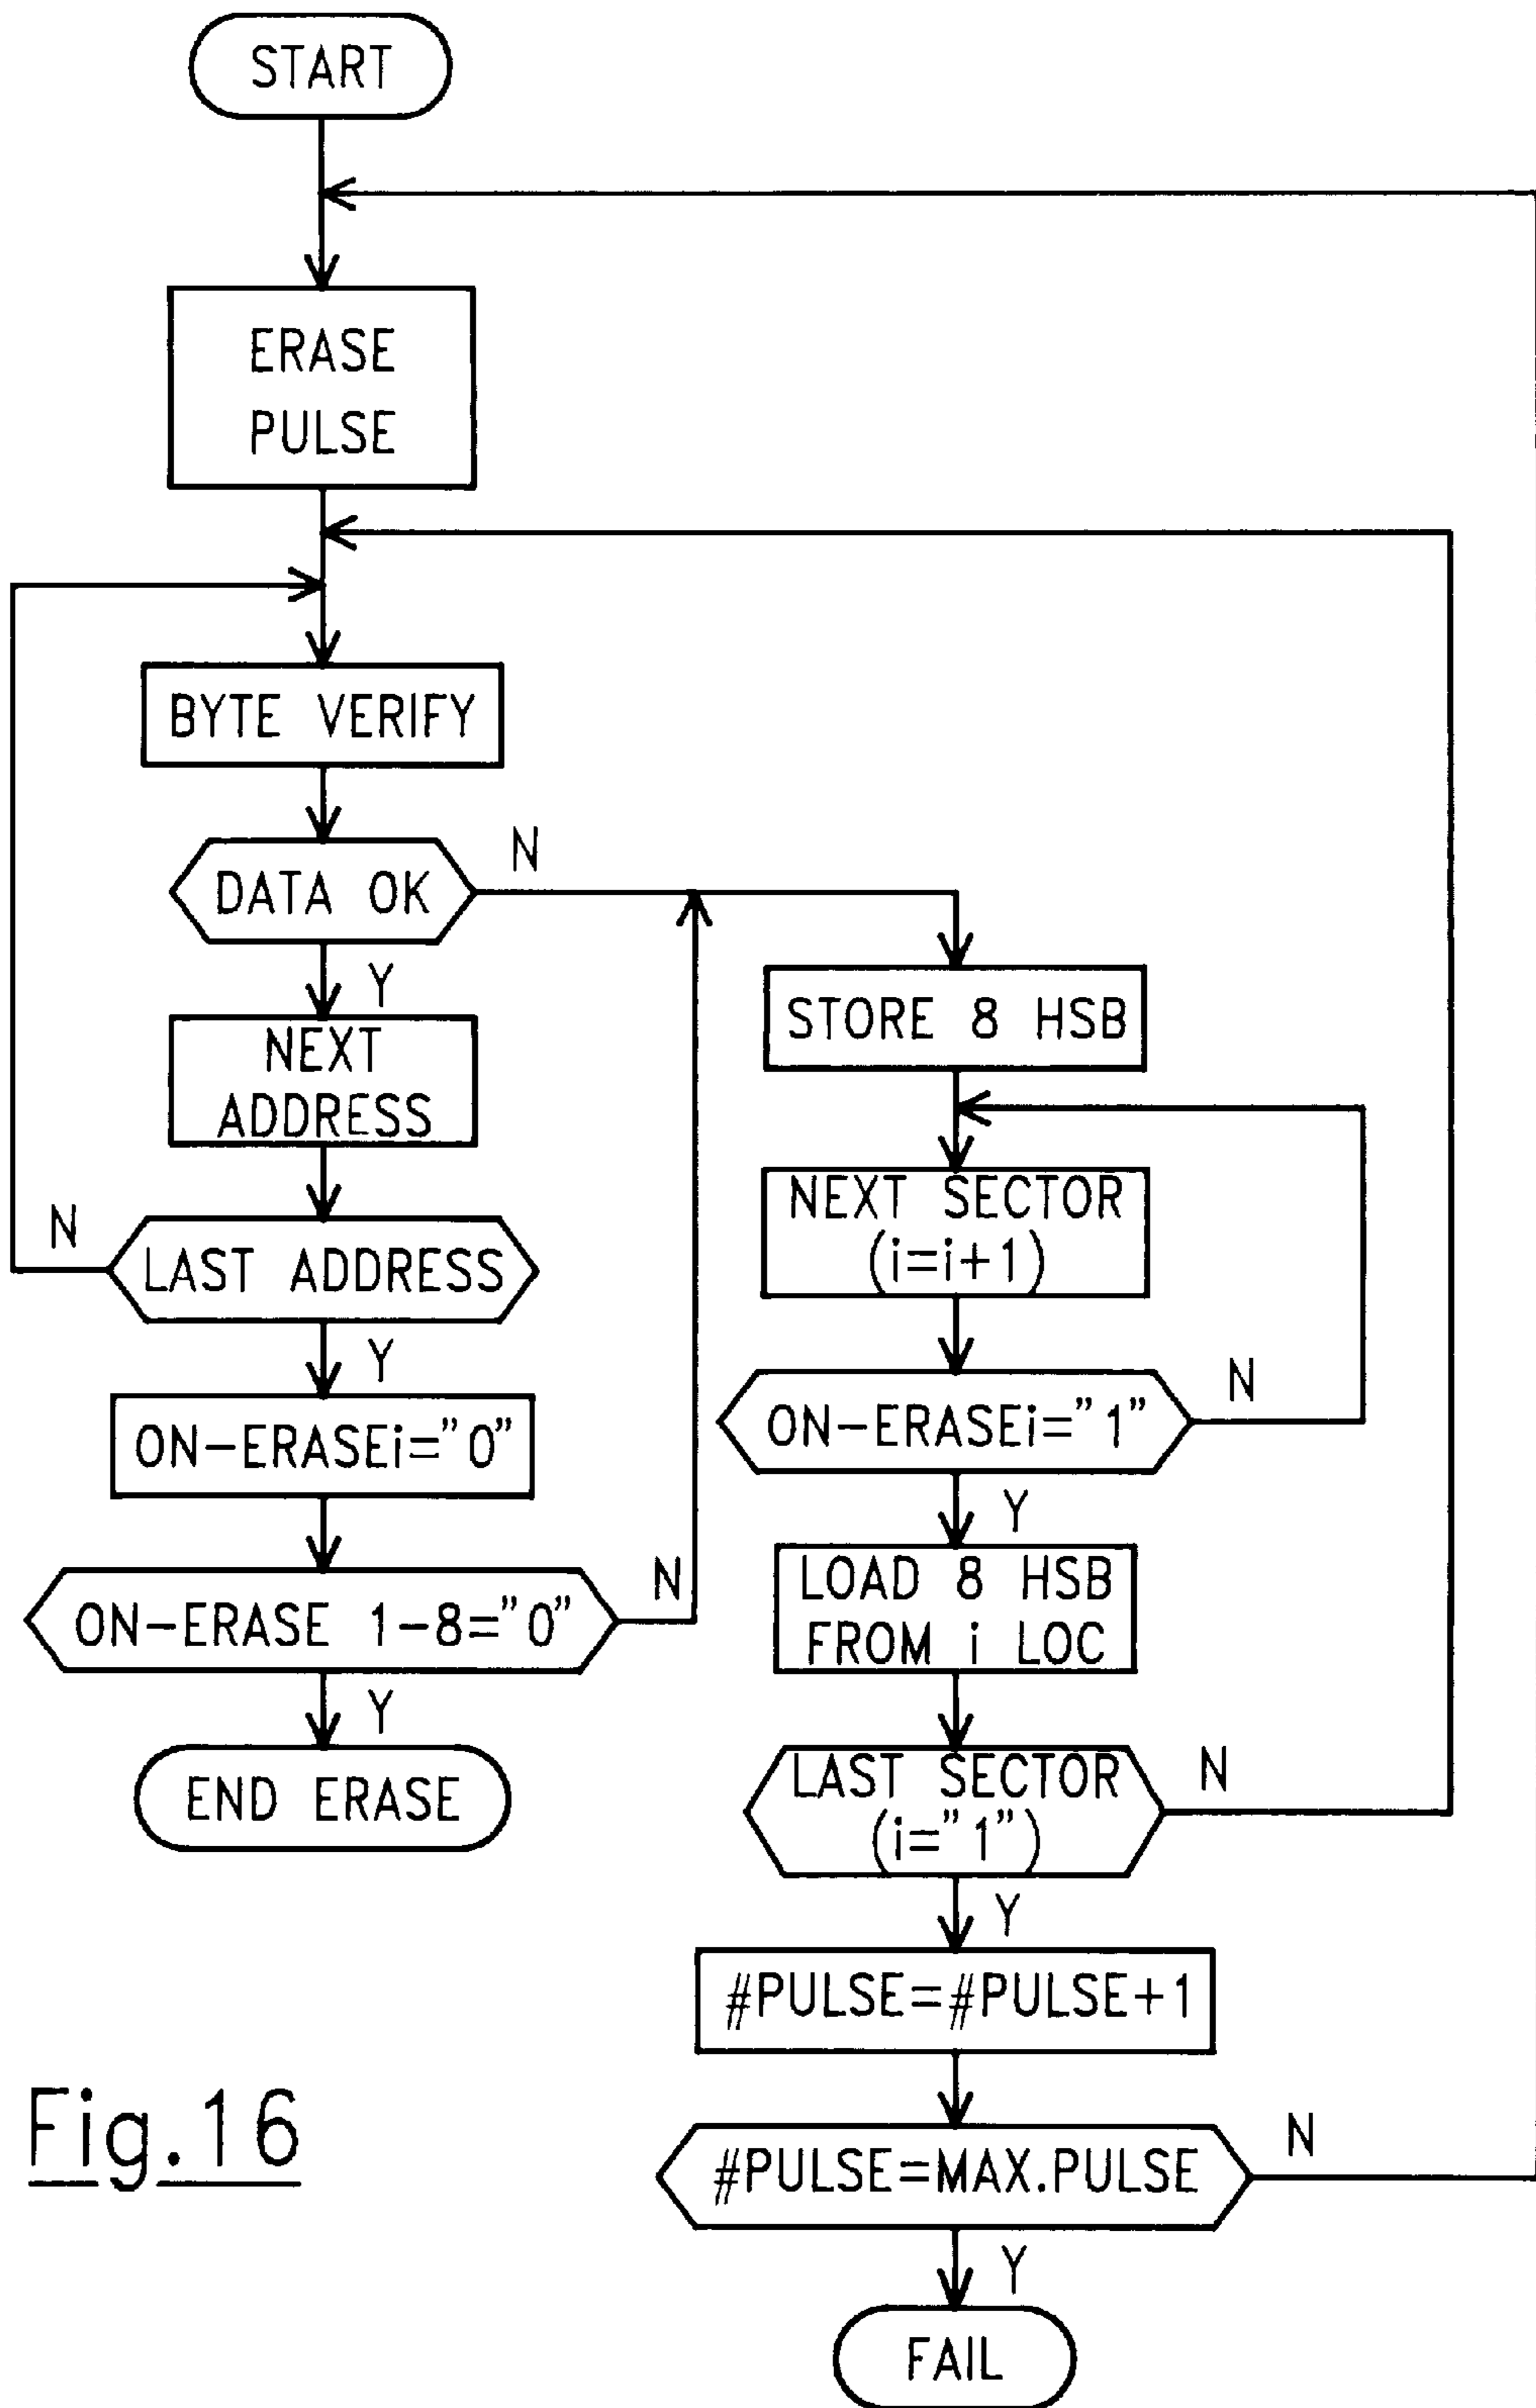 START
ERASE
PULSE
BYTE VERIFY
DATA OK
N
Y
NEXT
ADDRESS
N
LAST ADDRESS
Y
ON-ERASEi="0"
ON-ERASE 1-8="0"
N
Y
END ERASE
STORE 8 HSB
NEXT SECTOR
(i=i+1)
ON-ERASEi="1"
N
Y
LOAD 8 HSB
FROM i LOC
LAST SECTOR
(i="1")
N
Y
#PULSE=#PULSE+1
#PULSE=MAX.PULSE
N
Y
FAIL
Fig.16